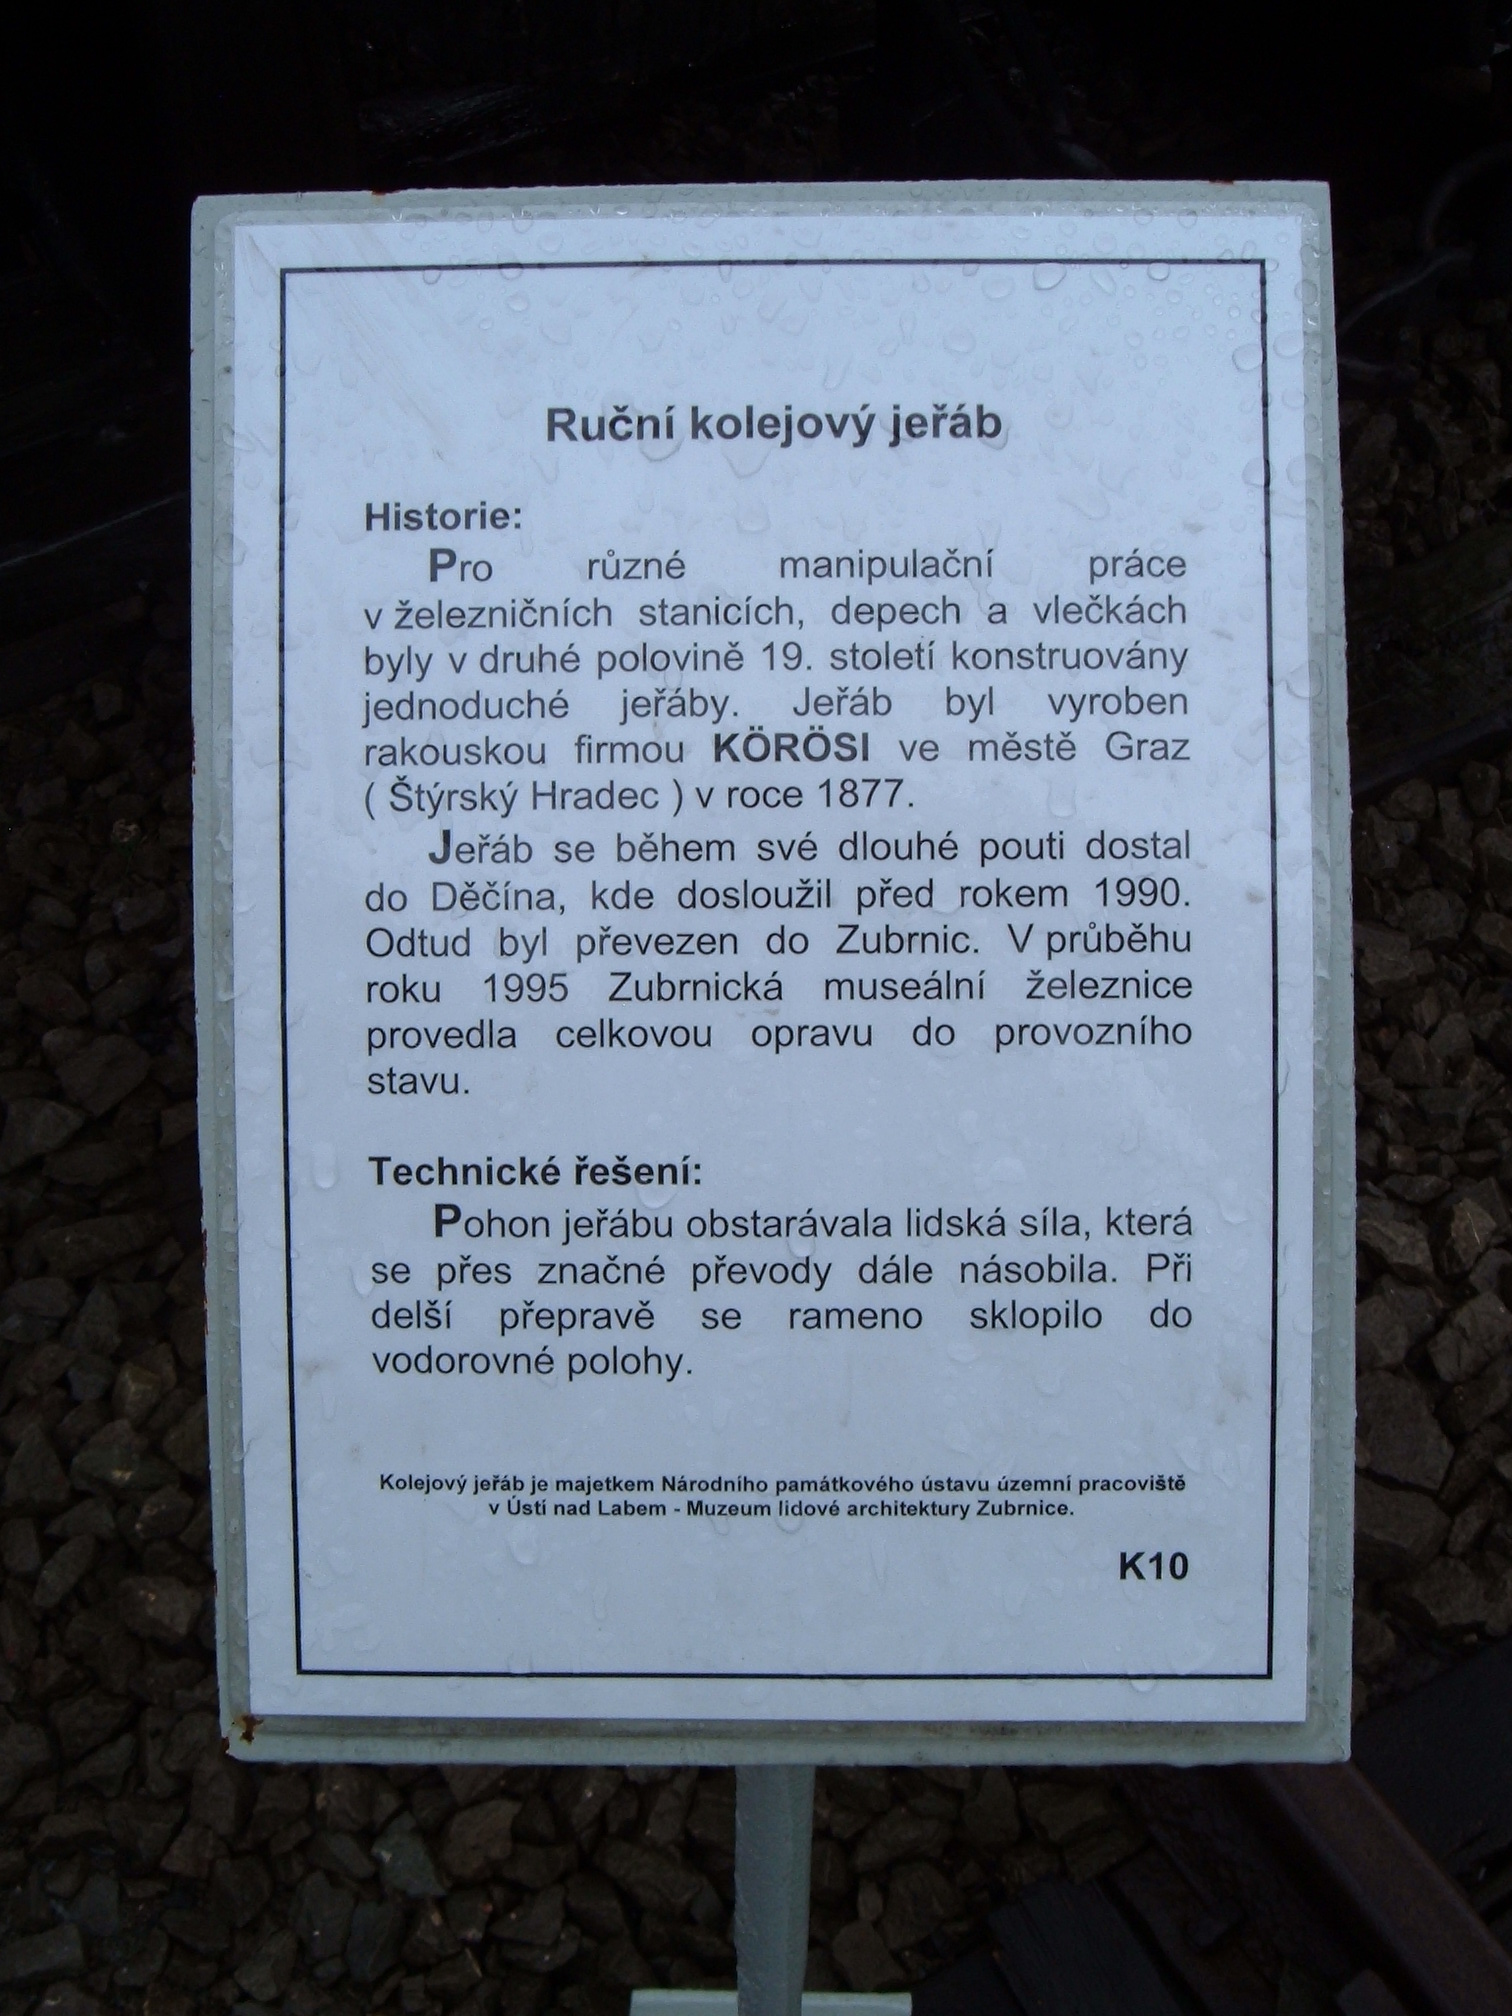 Ruční kolejový jeřáb
Historie:
Pro různé manipulační práce
v železničních stanicích, depech a vlečkách
byly v druhé polovině 19. století konstruovány
jednoduché jeřáby. Jeřáb byl vyroben
rakouskou firmou KÖRÖSI ve městě Graz
( Štýrský Hradec ) v roce 1877.
Jeřáb se během své dlouhé pouti dostal
do Děčína, kde dosloužil před rokem 1990.
Odtud byl převezen do Zubrnic. V průběhu
roku 1995 Zubrnická museální železnice
provedla celkovou opravu do provozního
stavu.
Technické řešení:
Pohon jeřábu obstarávala lidská síla, která
se přes značné převody dále násobila. Při
delší přepravě se rameno sklopilo do
vodorovné polohy.
Kolejový jeřáb je majetkem Národního památkového ústavu územní pracoviště
v Ústí nad Labem - Muzeum lidové architektury Zubrnice.
K10